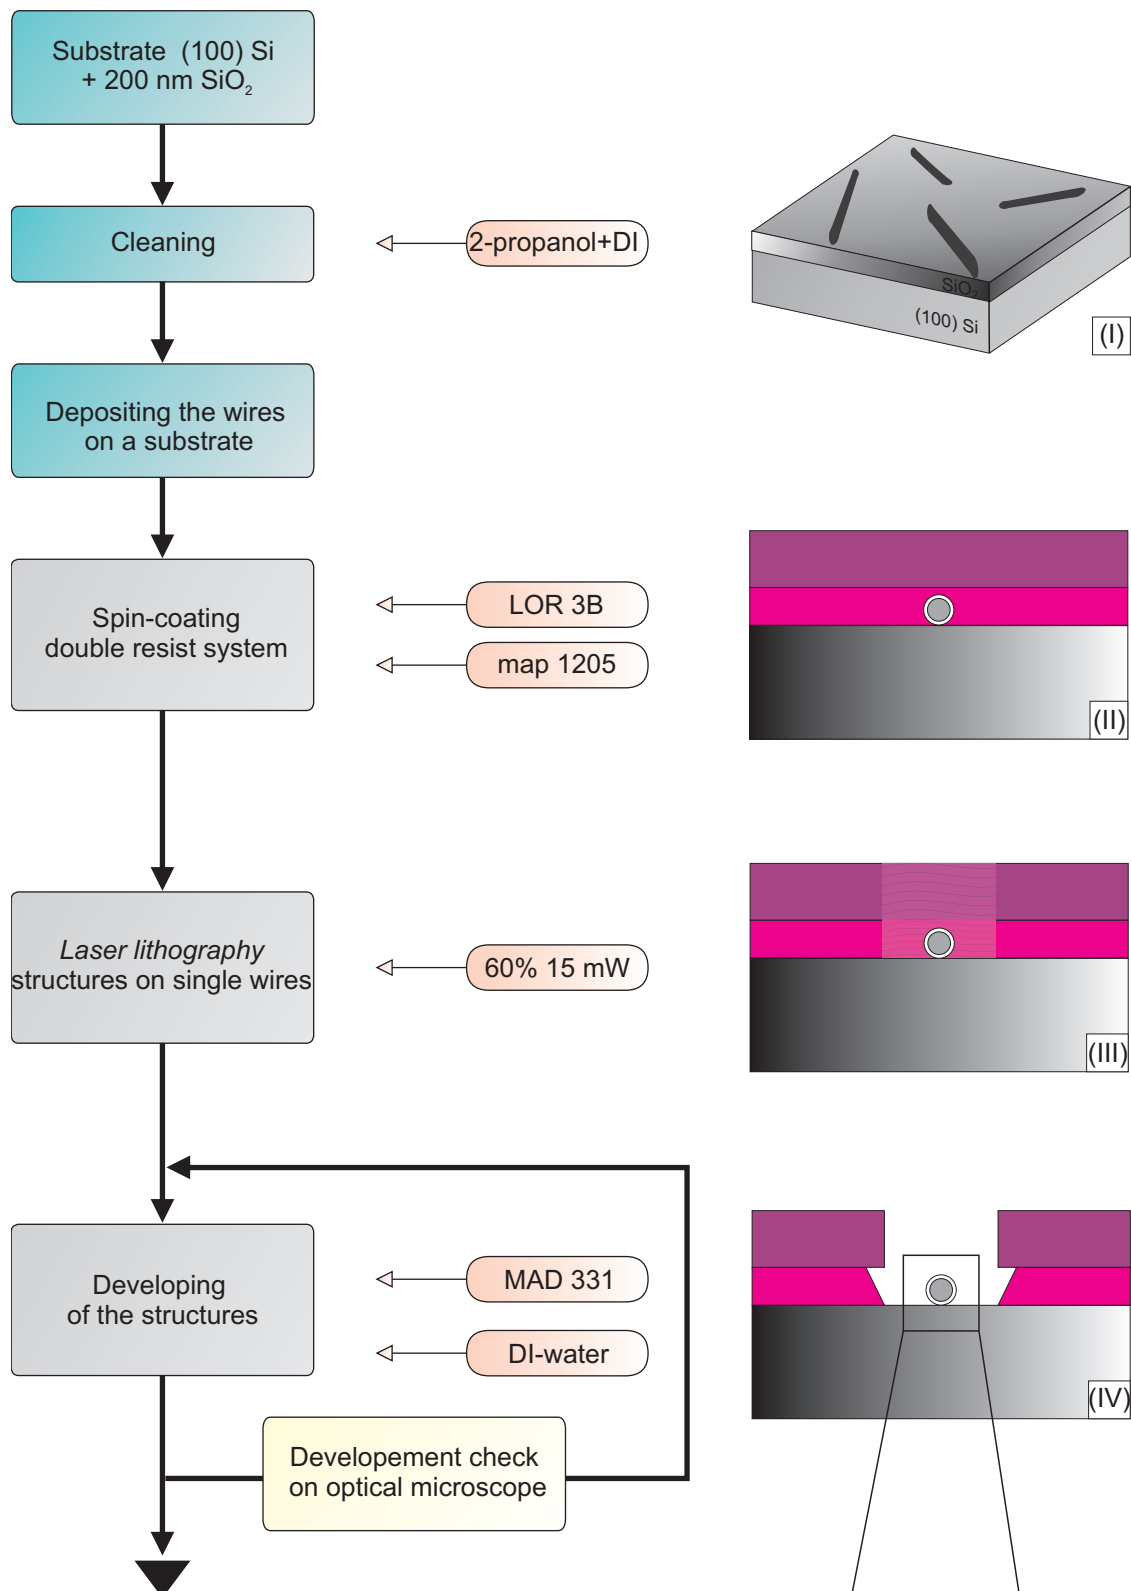 Substrate (100) Si
+ 200 nm SiO₂
Cleaning
2-propanol+DI
SiO₂
(100) Si
(I)
Depositing the wires
on a substrate
Spin-coating
double resist system
LOR 3B
map 1205
(II)
Laser lithography
structures on single wires
60% 15 mW
(III)
Developing
of the structures
MAD 331
DI-water
(IV)
Developement check
on optical microscope